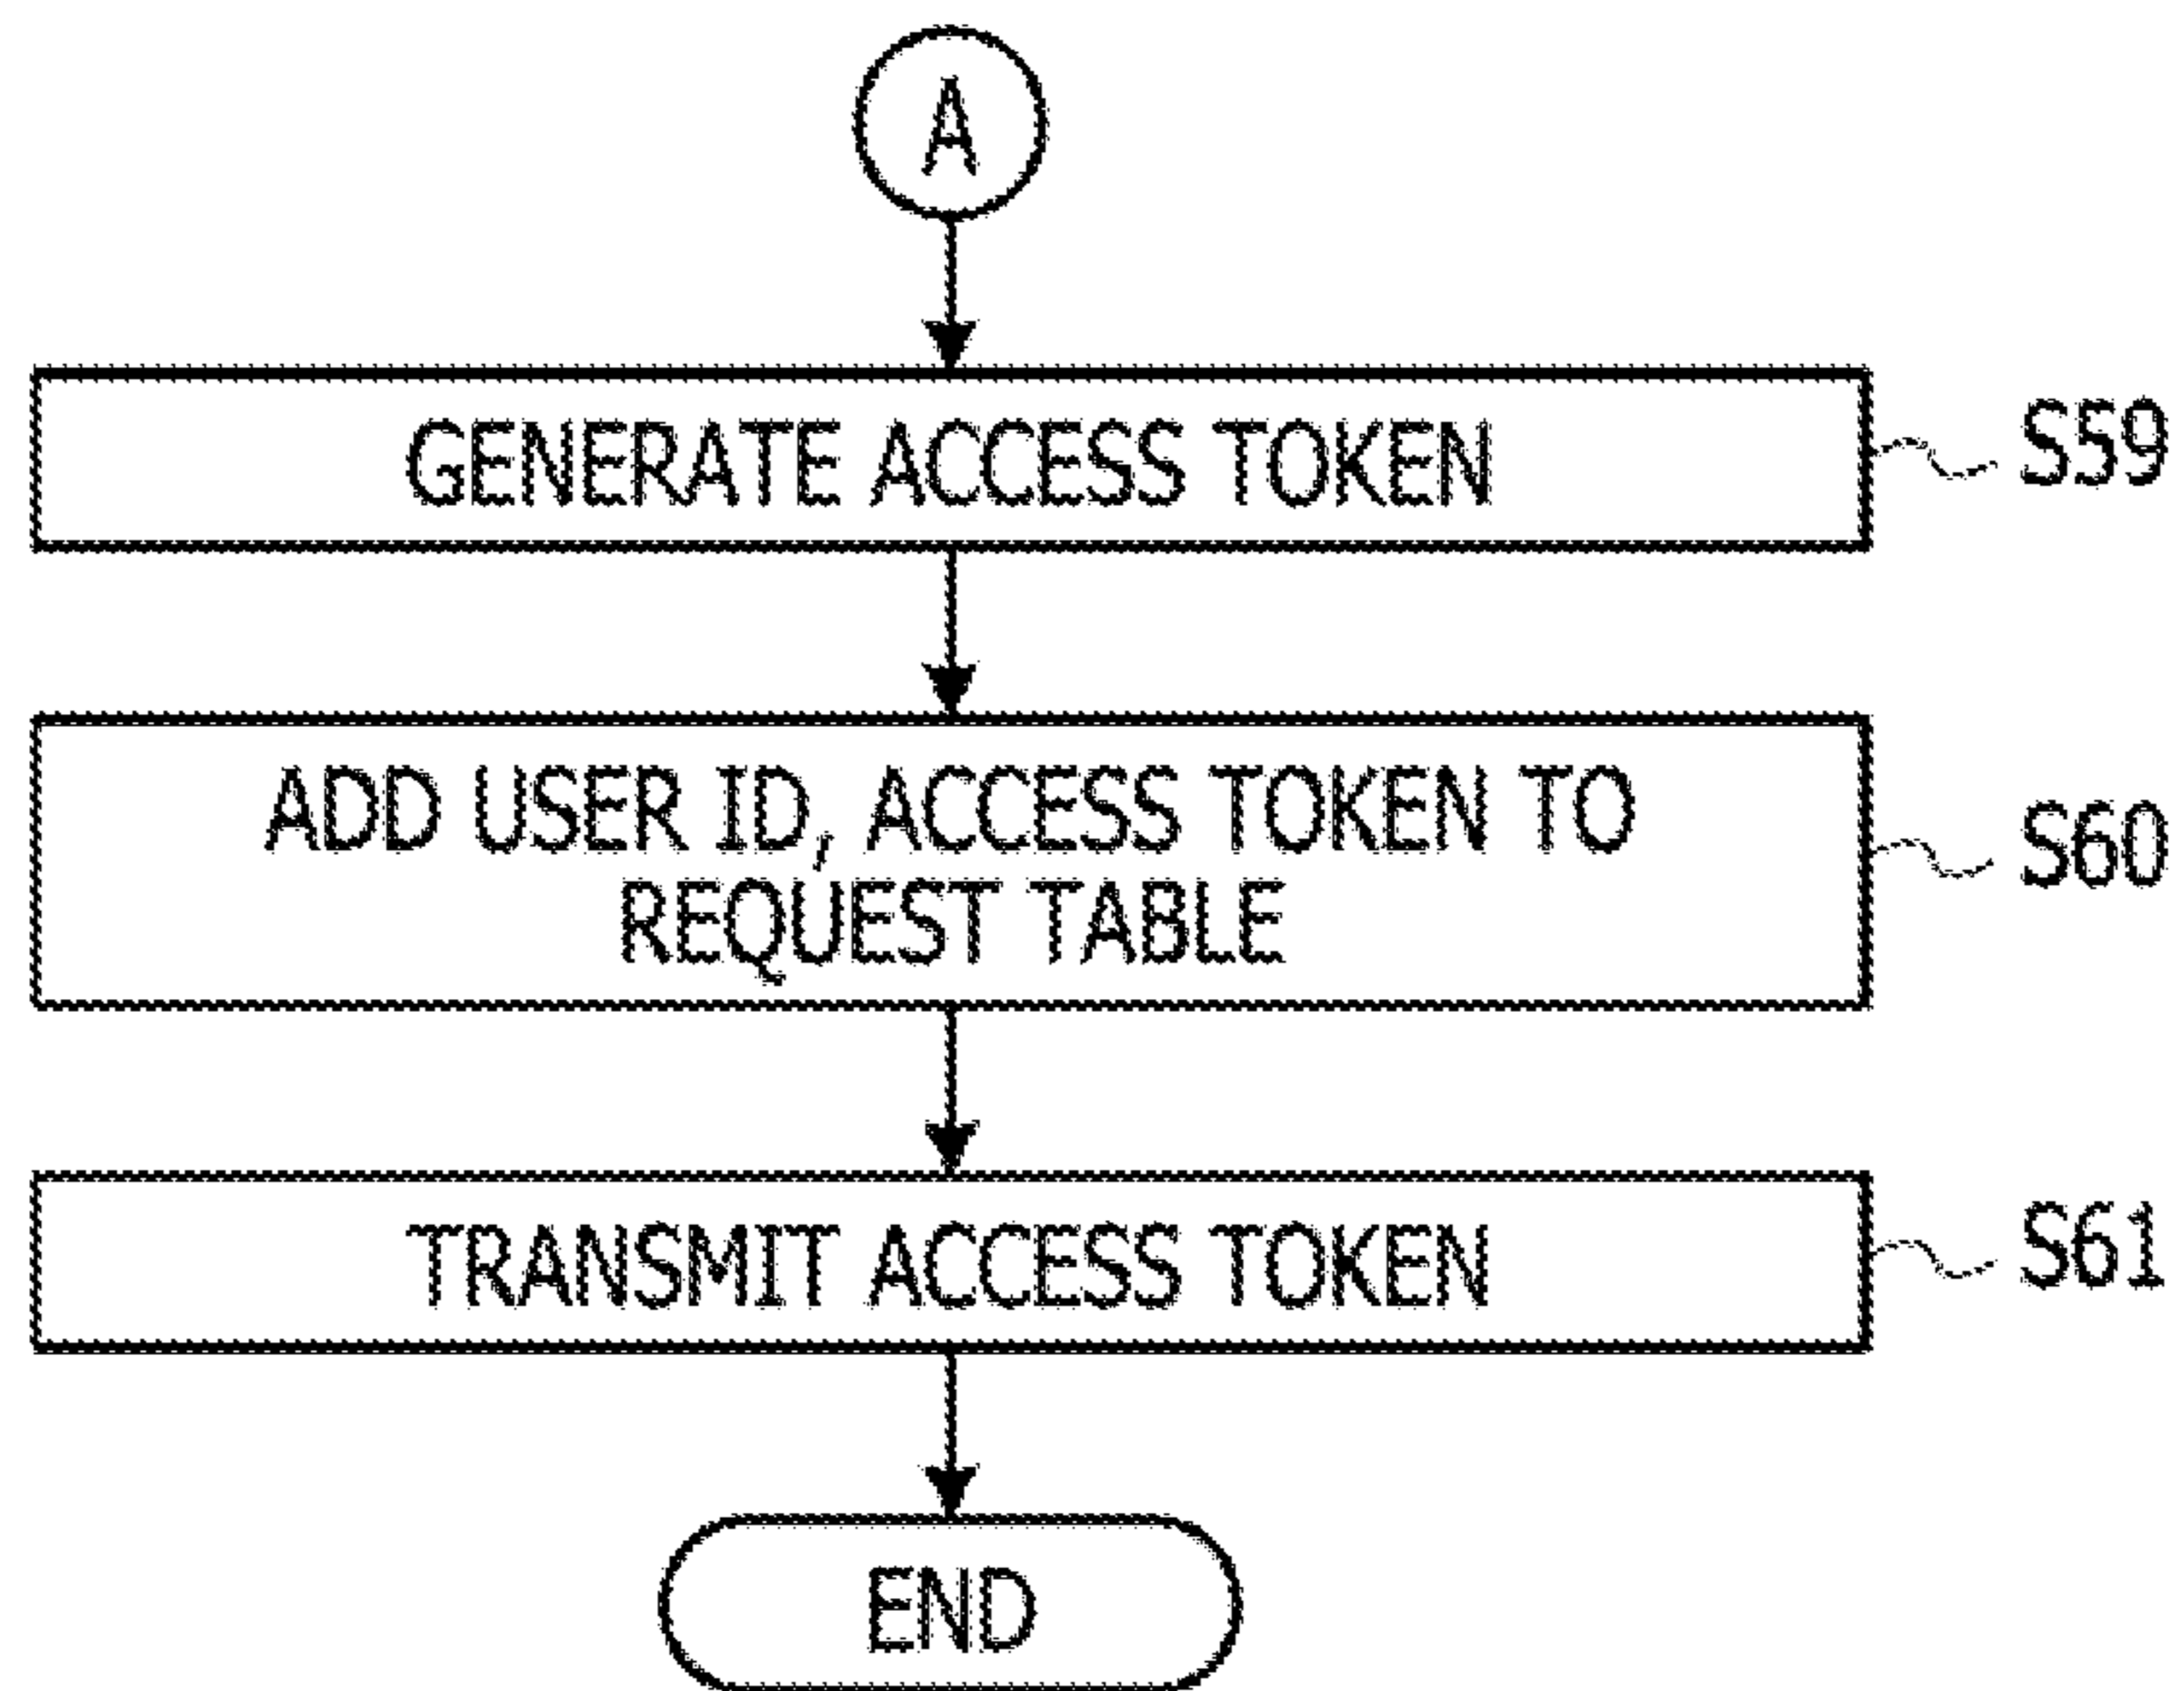 A
GENERATE ACCESS TOKEN
S59
ADD USER ID, ACCESS TOKEN TO
REQUEST TABLE
S60
TRANSMIT ACCESS TOKEN
S61
END